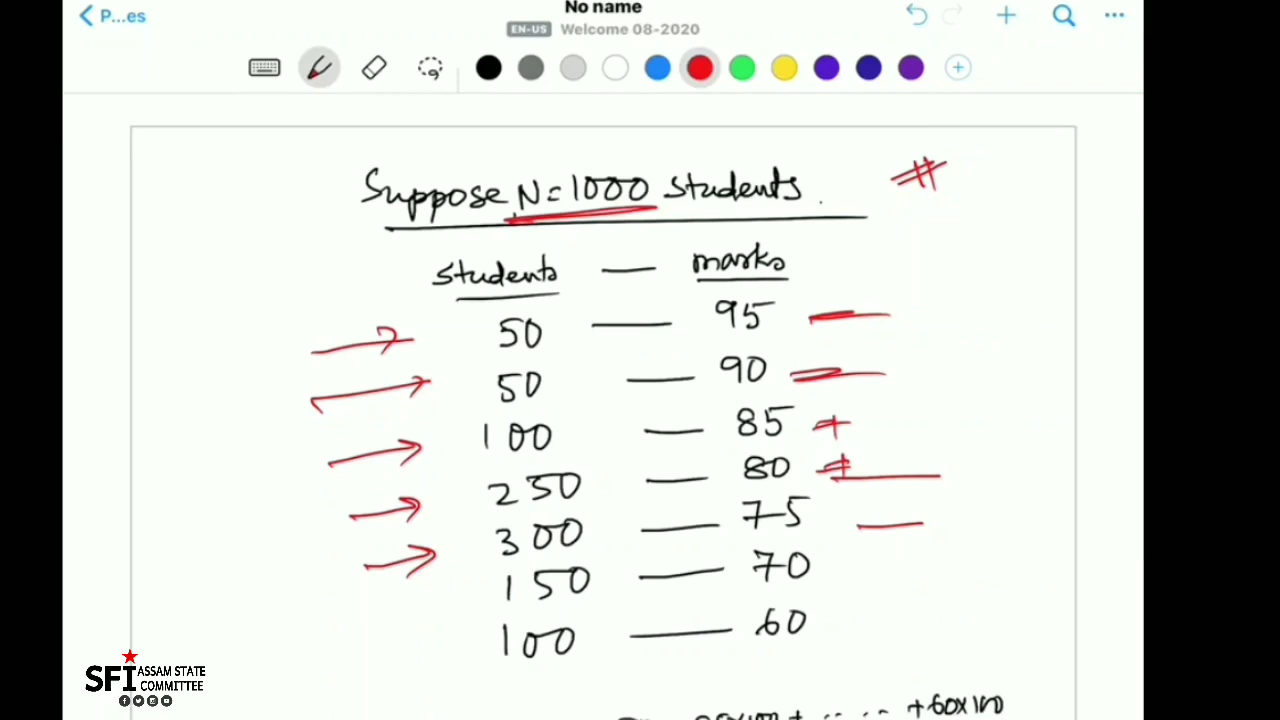 P...es
No name
EN-US Welcome 08-2020
Suppose N=1000 students.
students — marks
50 — 95
50 — 90
100 — 85
250 — 80
300 — 75
150 — 70
100 — 60
+ ..... +60x100
SFI ASSAM STATE
COMMITTEE